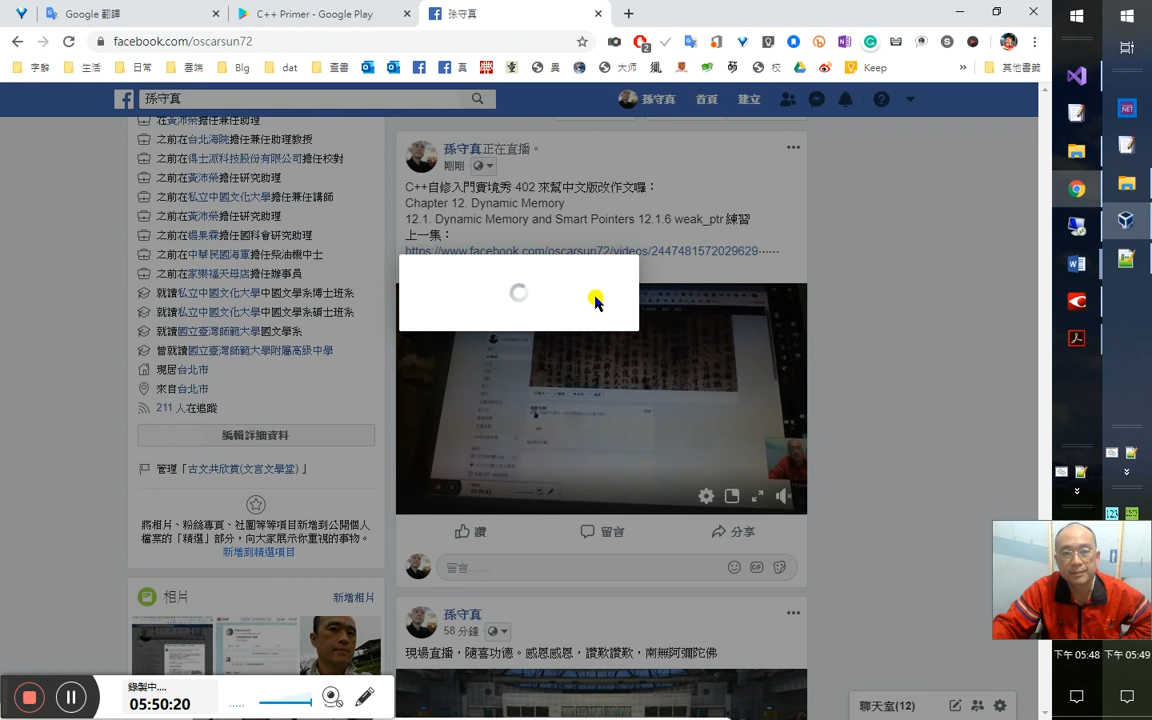 Google 翻譯
C++ Primer - Google Play
孫守真
facebook.com/oscarsun72
2
字辭
生活
日常
雲端
Blg
dat
查書
真
異
大师
校
Keep
»
其他書籤
孫守真
孫守真
首頁
建立
在黃沛榮擔任兼任助理
之前在台北海院擔任兼任助理教授
之前在得士派科技股份有限公司擔任校對
之前在黃沛榮擔任研究助理
之前在私立中國文化大學擔任兼任講師
之前在黃沛榮擔任研究助理
之前在楊果霖擔任國科會研究助理
之前在中華民國海軍擔任柴油機中士
之前在家樂福天母店擔任辦事員
就讀私立中國文化大學中國文學系博士班系
就讀私立中國文化大學中國文學系碩士班系
就讀國立臺灣師範大學國文學系
曾就讀國立臺灣師範大學附屬高級中學
現居台北市
來自台北市
211 人在追蹤
編輯詳細資料
管理「古文共欣賞(文言文學堂)」
將相片、粉絲專頁、社團等等項目新增到公開個人
檔案的「精選」部分，向大家展示你重視的事物。
新增到精選項目
相片
新增相片
孫守真正在直播。
剛剛
C++自修入門實境秀 402 來幫中文版改作文囉：
Chapter 12. Dynamic Memory
12.1. Dynamic Memory and Smart Pointers 12.1.6 weak_ptr 練習
上一集：
https://www.facebook.com/oscarsun72/videos/2447481572029629······
讚
留言
分享
留言......
孫守真
58 分鐘
現場直播，隨喜功德。感恩感恩，讚歎讚歎，南無阿彌陀佛
聊天室(12)
錄製中....
05:50:20
.NET
123
123
下午 05:48
下午 05:49